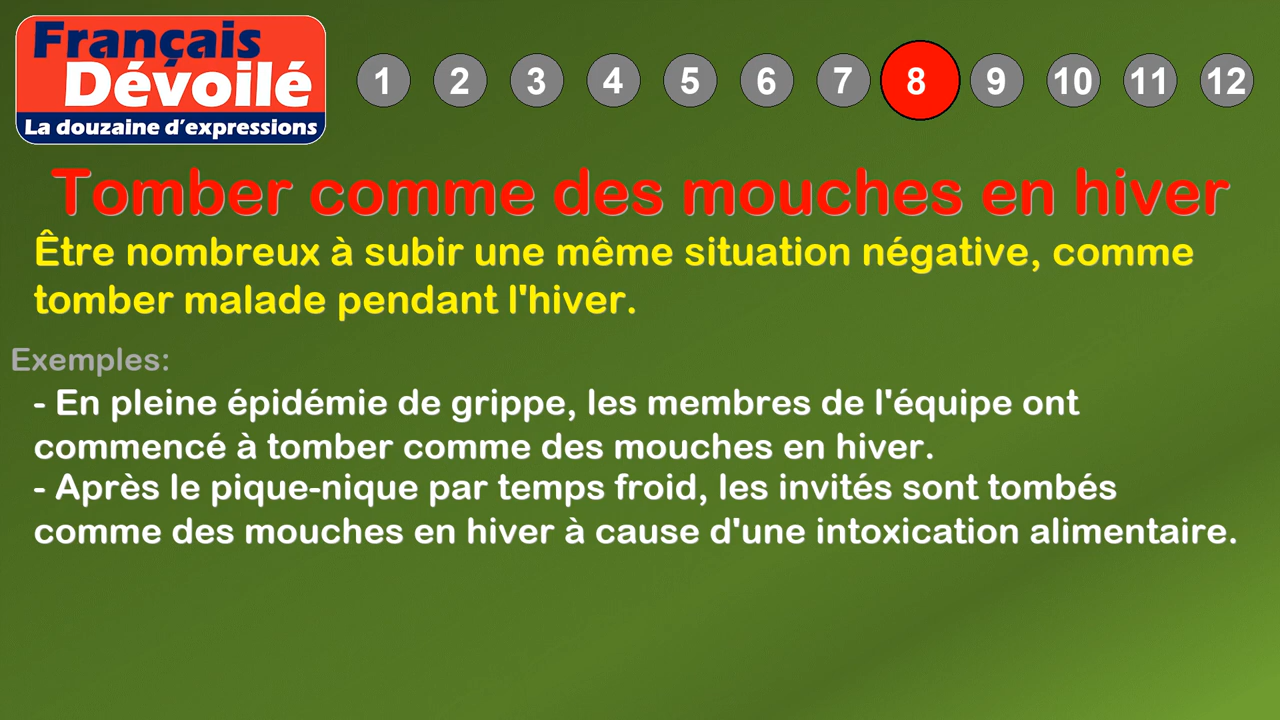 Français
Dévoilé
La douzaine d'expressions
1 2 3 4 5 6 7 8 9 10 11 12
Tomber comme des mouches en hiver
Être nombreux à subir une même situation négative, comme
tomber malade pendant l'hiver.
Exemples:
- En pleine épidémie de grippe, les membres de l'équipe ont
commencé à tomber comme des mouches en hiver.
- Après le pique-nique par temps froid, les invités sont tombés
comme des mouches en hiver à cause d'une intoxication alimentaire.